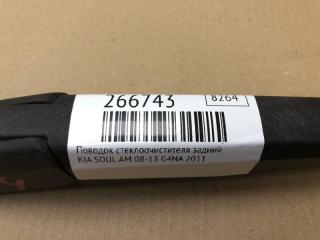 266743 8264
Поводок стеклоочистителя задний
KIA SOUL AM 08-13 G4NA 2011